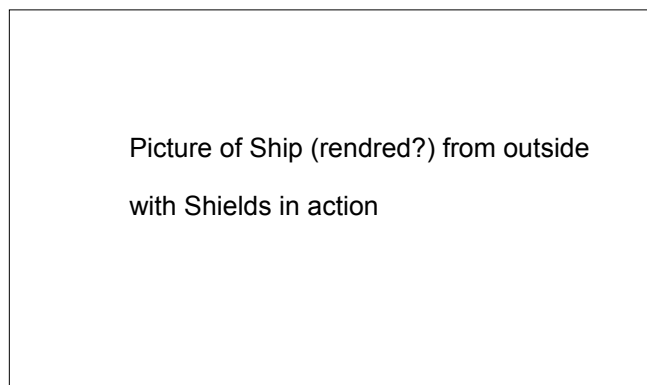 Picture of Ship (rendred?) from outside
with Shields in action